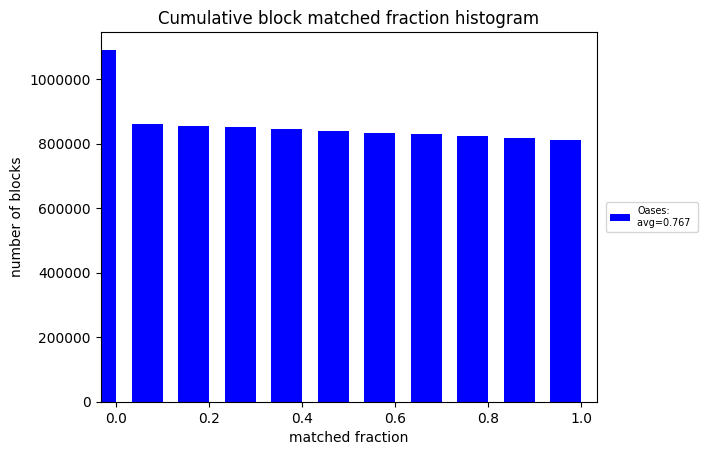 Cumulative block matched fraction histogram
number of blocks
1000000
800000
600000
400000
200000
0
0.0 0.2 0.4 0.6 0.8 1.0
matched fraction
Oases:
avg=0.767